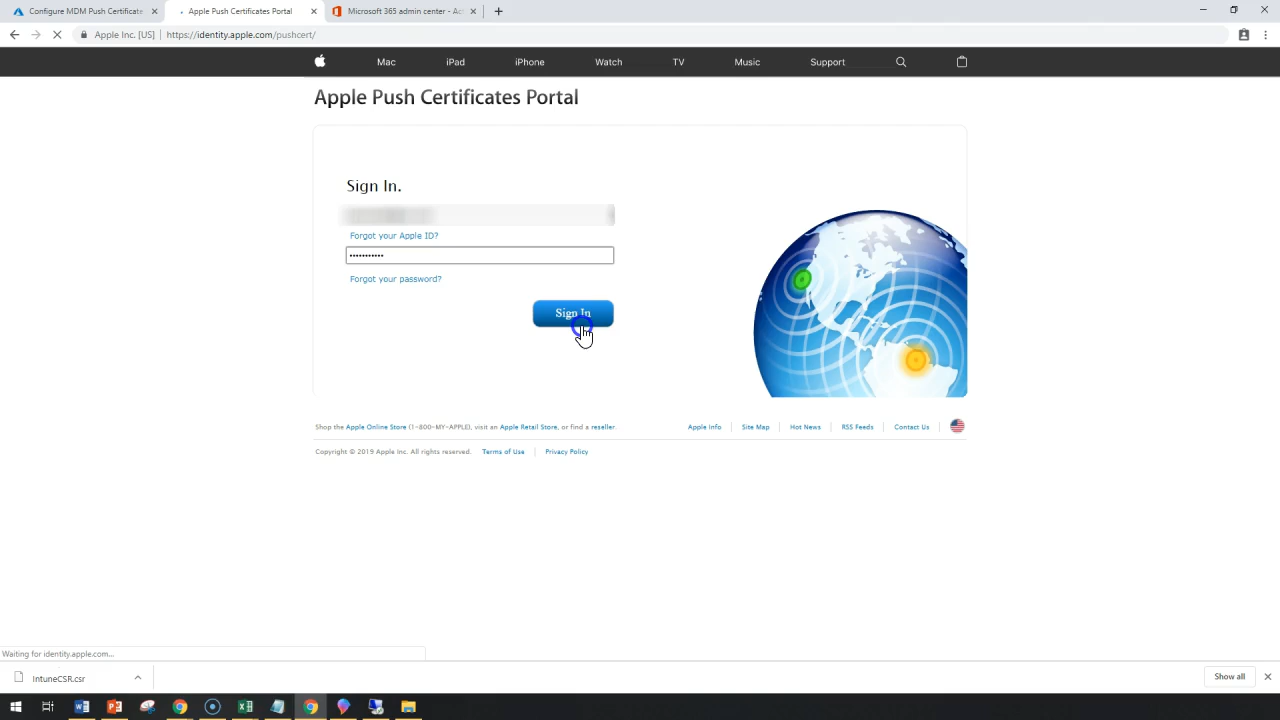 Configure MDM Push Certificate
Apple Push Certificates Portal
Microsoft 365 admin center - Act
Apple Inc. [US] | https://identity.apple.com/pushcert/
Mac iPad iPhone Watch TV Music Support
Apple Push Certificates Portal
Sign In.
Forgot your Apple ID?
•••••••••••
Forgot your password?
Sign In
Shop the Apple Online Store (1-800-MY-APPLE), visit an Apple Retail Store, or find a reseller.
Apple Info | Site Map | Hot News | RSS Feeds | Contact Us
Copyright © 2019 Apple Inc. All rights reserved. Terms of Use | Privacy Policy
Waiting for identity.apple.com...
IntuneCSR.csr
Show all